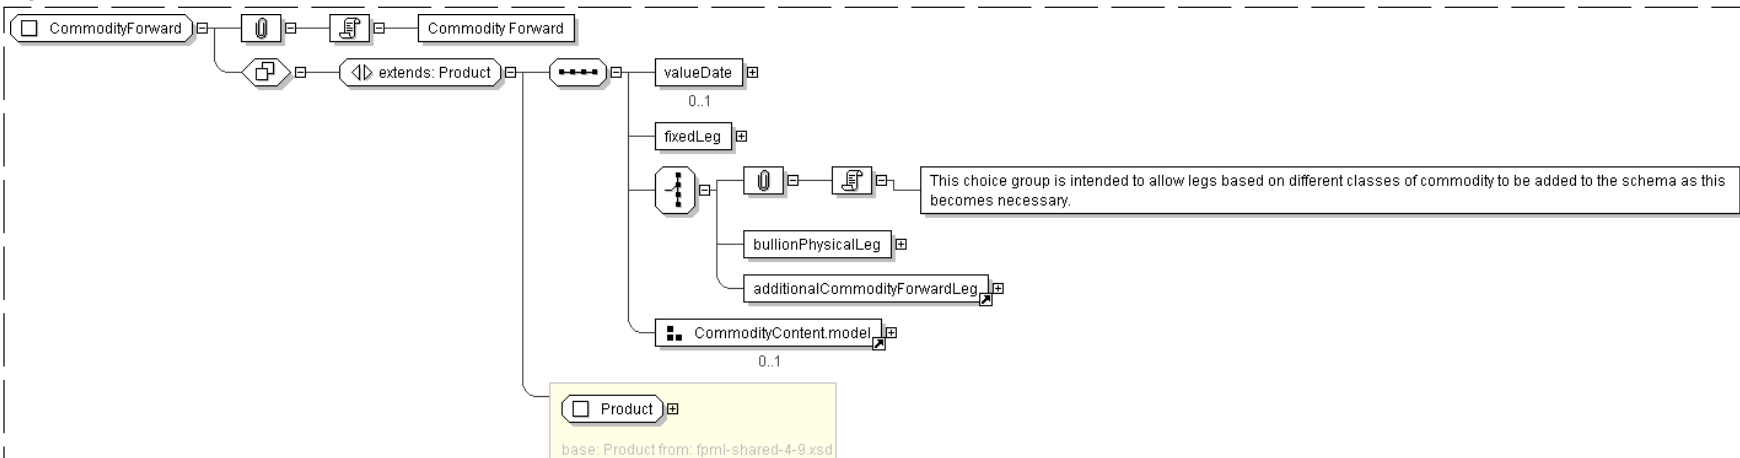 CommodityForward
Commodity Forward
extends: Product
valueDate
0..1
fixedLeg
This choice group is intended to allow legs based on different classes of commodity to be added to the schema as this
becomes necessary.
bullionPhysicalLeg
additionalCommodityForwardLeg
CommodityContent.model
0..1
Product
base: Product from: fpml-shared-4-9.xsd